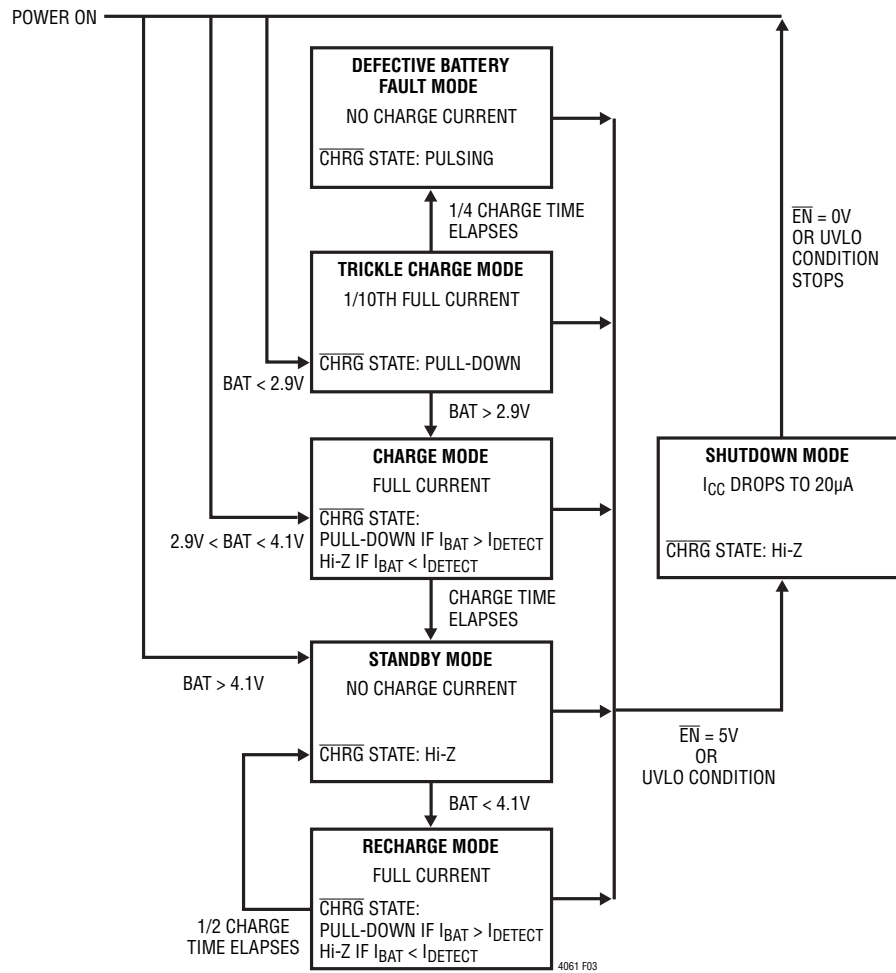 POWER ON
DEFECTIVE BATTERY
FAULT MODE
NO CHARGE CURRENT
CHRG STATE: PULSING
1/4 CHARGE TIME
ELAPSES
TRICKLE CHARGE MODE
1/10TH FULL CURRENT
CHRG STATE: PULL-DOWN
BAT < 2.9V
BAT > 2.9V
CHARGE MODE
FULL CURRENT
CHRG STATE:
PULL-DOWN IF IBAT > IDETECT
Hi-Z IF IBAT < IDETECT
2.9V < BAT < 4.1V
CHARGE TIME
ELAPSES
STANDBY MODE
NO CHARGE CURRENT
CHRG STATE: Hi-Z
BAT > 4.1V
BAT < 4.1V
RECHARGE MODE
FULL CURRENT
CHRG STATE:
PULL-DOWN IF IBAT > IDETECT
Hi-Z IF IBAT < IDETECT
1/2 CHARGE
TIME ELAPSES
EN = 0V
OR UVLO
CONDITION
STOPS
SHUTDOWN MODE
ICC DROPS TO 20µA
CHRG STATE: Hi-Z
EN = 5V
OR
UVLO CONDITION
4061 F03